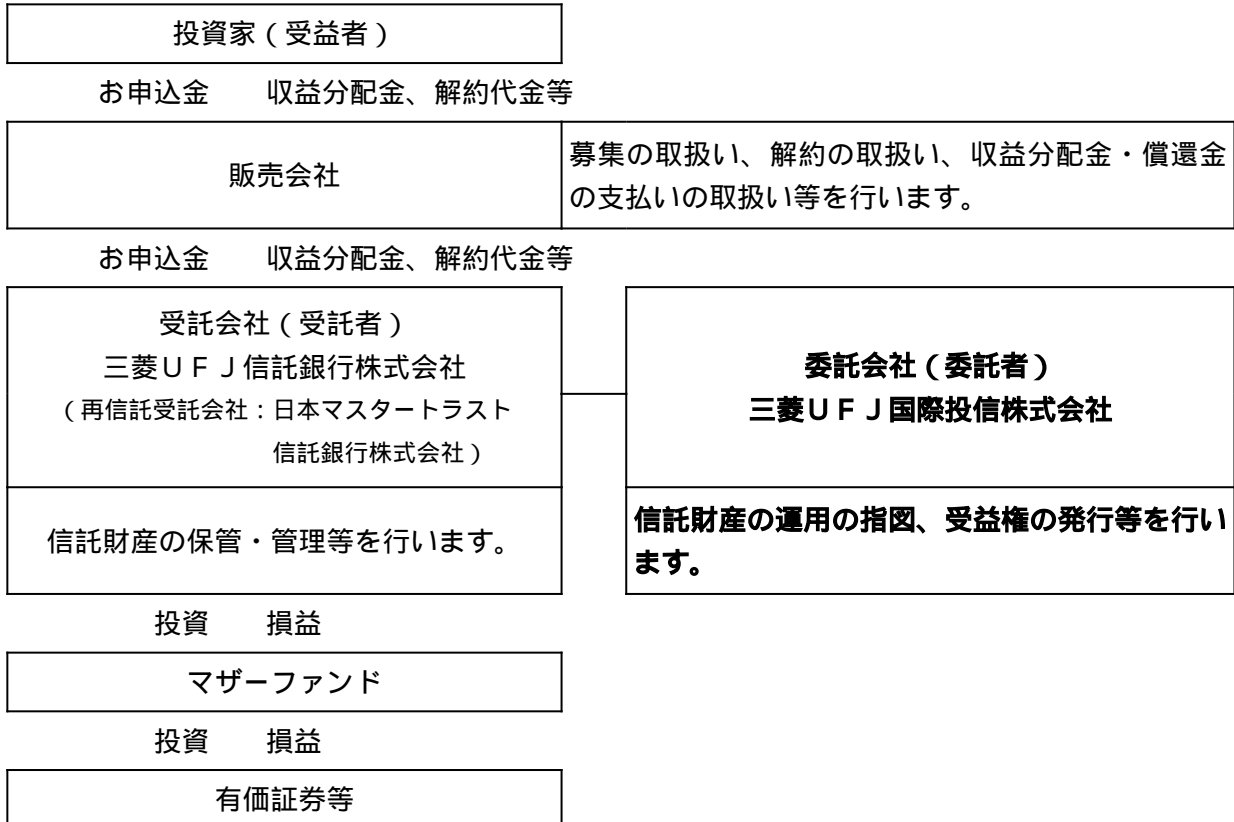 投資家（受益者）
お申込金　　収益分配金、解約代金等
販売会社
募集の取扱い、解約の取扱い、収益分配金・償還金
の支払いの取扱い等を行います。
お申込金　　収益分配金、解約代金等
受託会社（受託者）
三菱ＵＦＪ信託銀行株式会社
（再信託受託会社：日本マスタートラスト
信託銀行株式会社）
委託会社（委託者）
三菱ＵＦＪ国際投信株式会社
信託財産の保管・管理等を行います。
信託財産の運用の指図、受益権の発行等を行い
ます。
投資　　損益
マザーファンド
投資　　損益
有価証券等